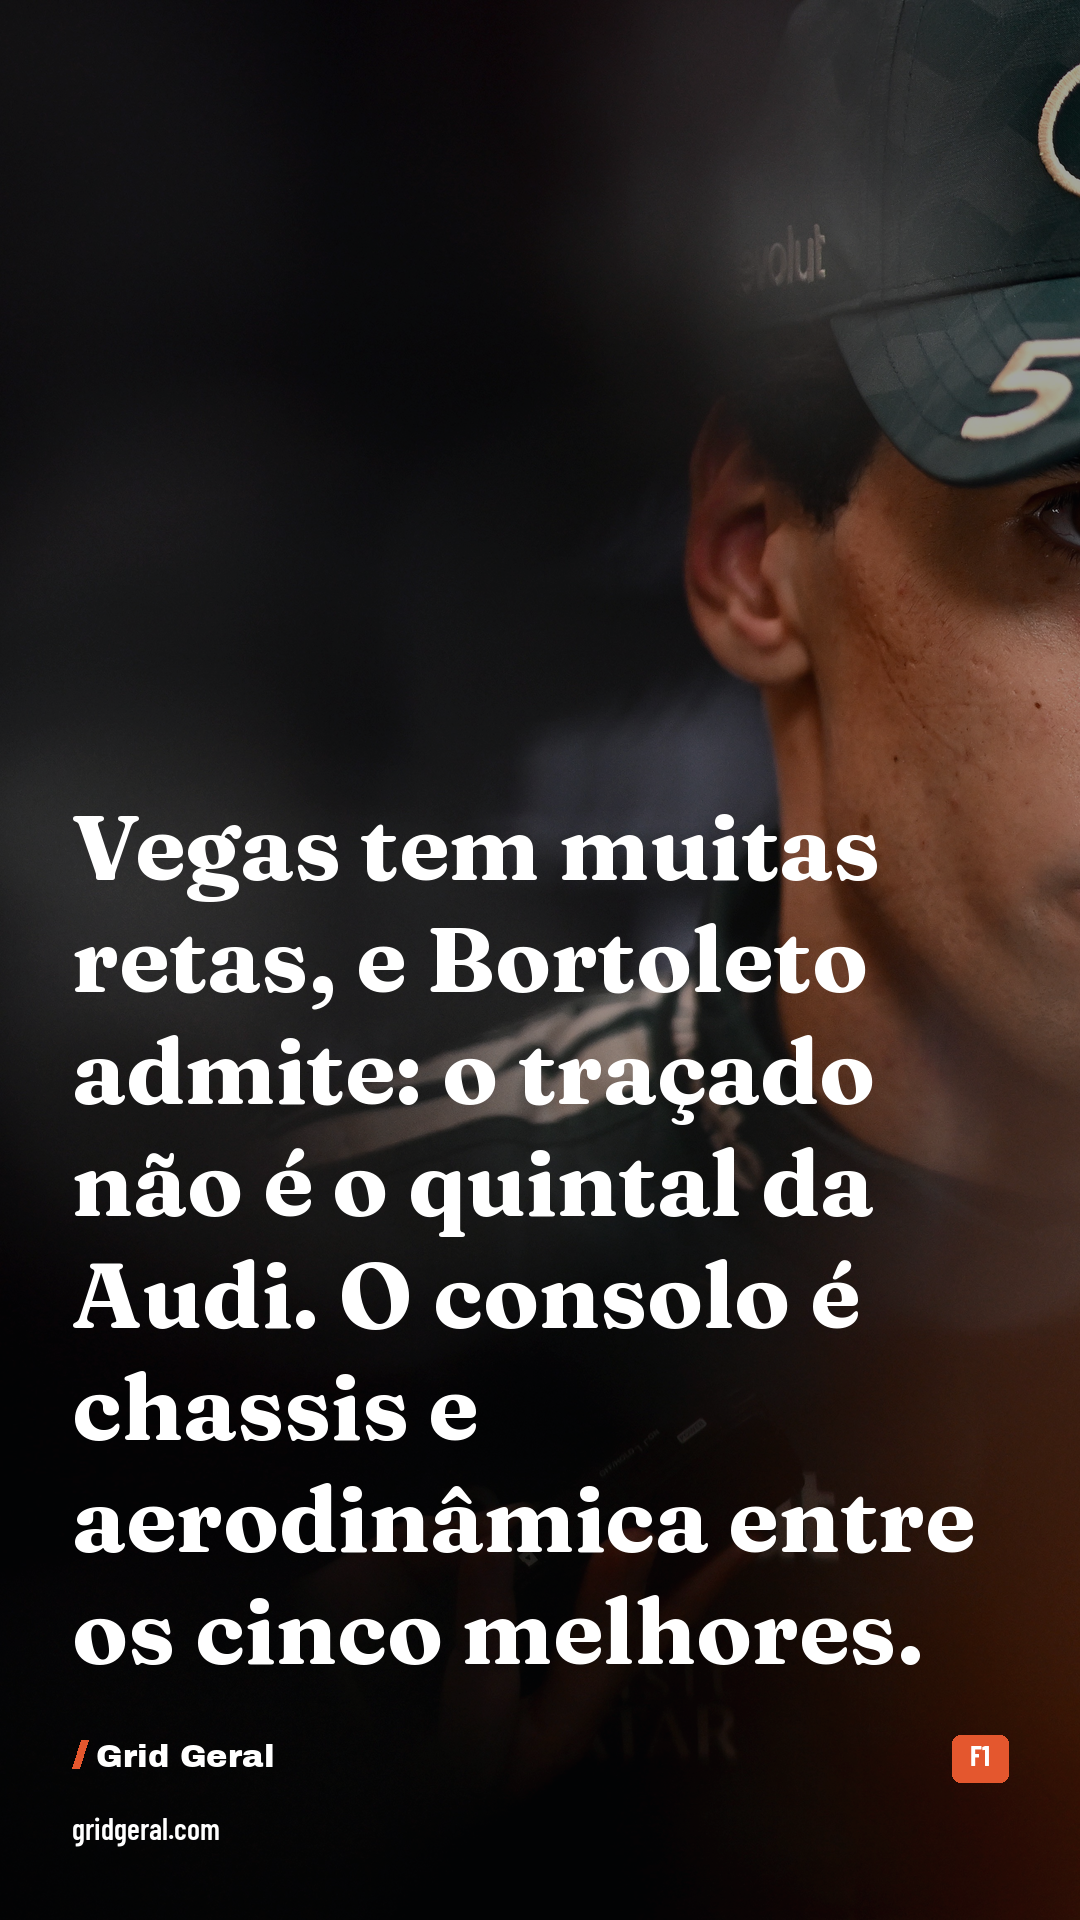 5
Vegas tem muitas
retas, e Bortoleto
admite: o traçado
não é o quintal da
Audi. O consolo é
chassis e
aerodinâmica entre
os cinco melhores.
/ Grid Geral
F1
gridgeral.com